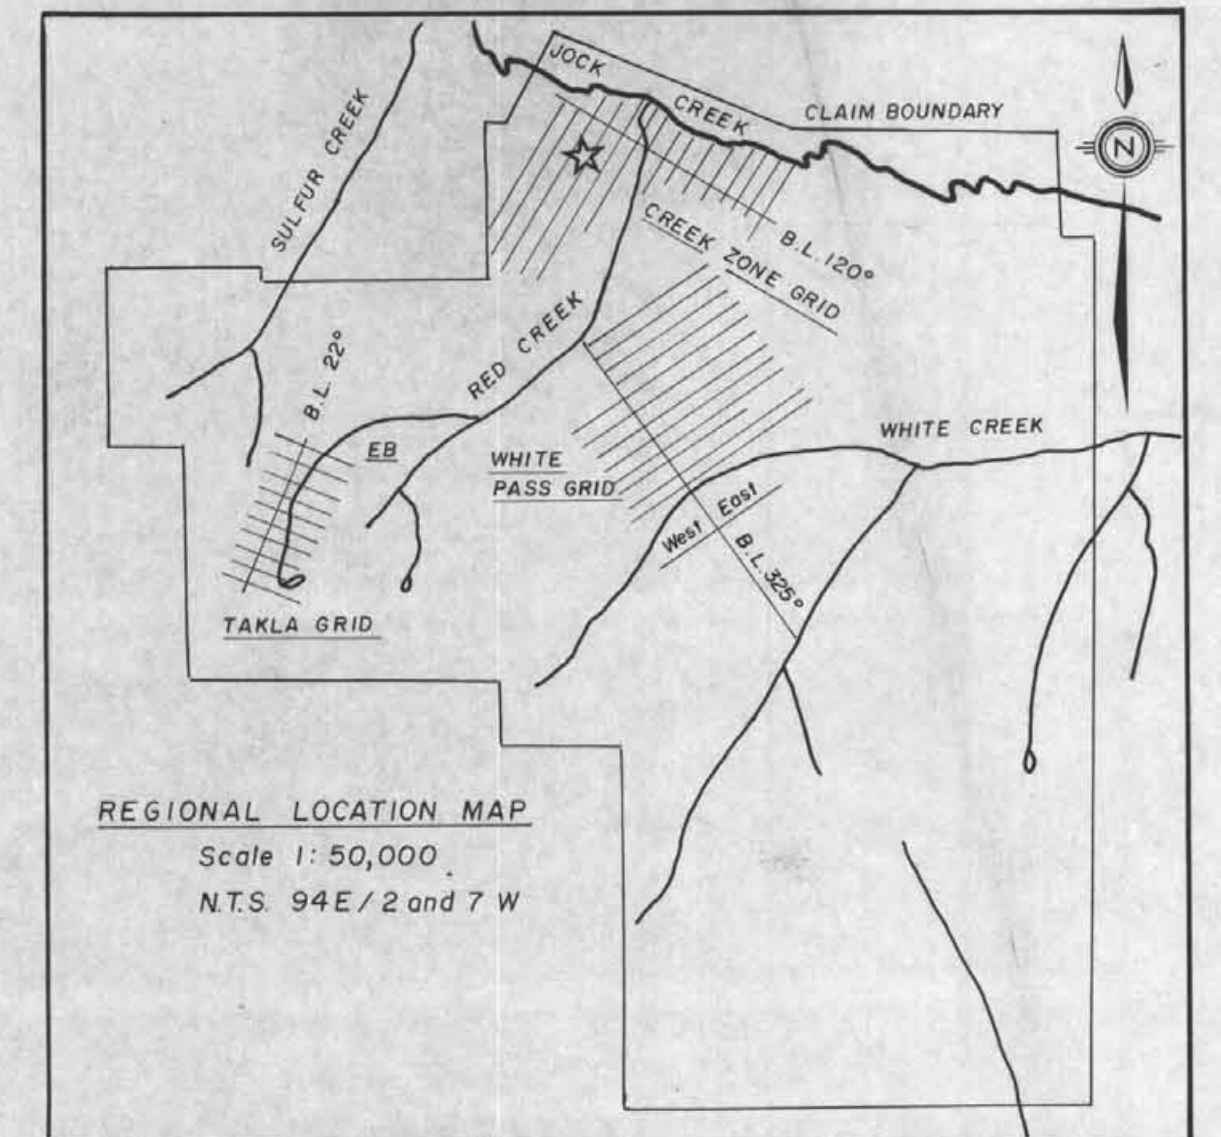 JOCK CREEK
CLAIM BOUNDARY
SULFUR CREEK
N
CREEK ZONE GRID
B.L. 120°
RED CREEK
B.L. 22°
EB
WHITE
PASS GRID
WHITE CREEK
West East
B.L. 325°
TAKLA GRID
REGIONAL LOCATION MAP
Scale 1:50,000
N.T.S. 94E/2 and 7 W